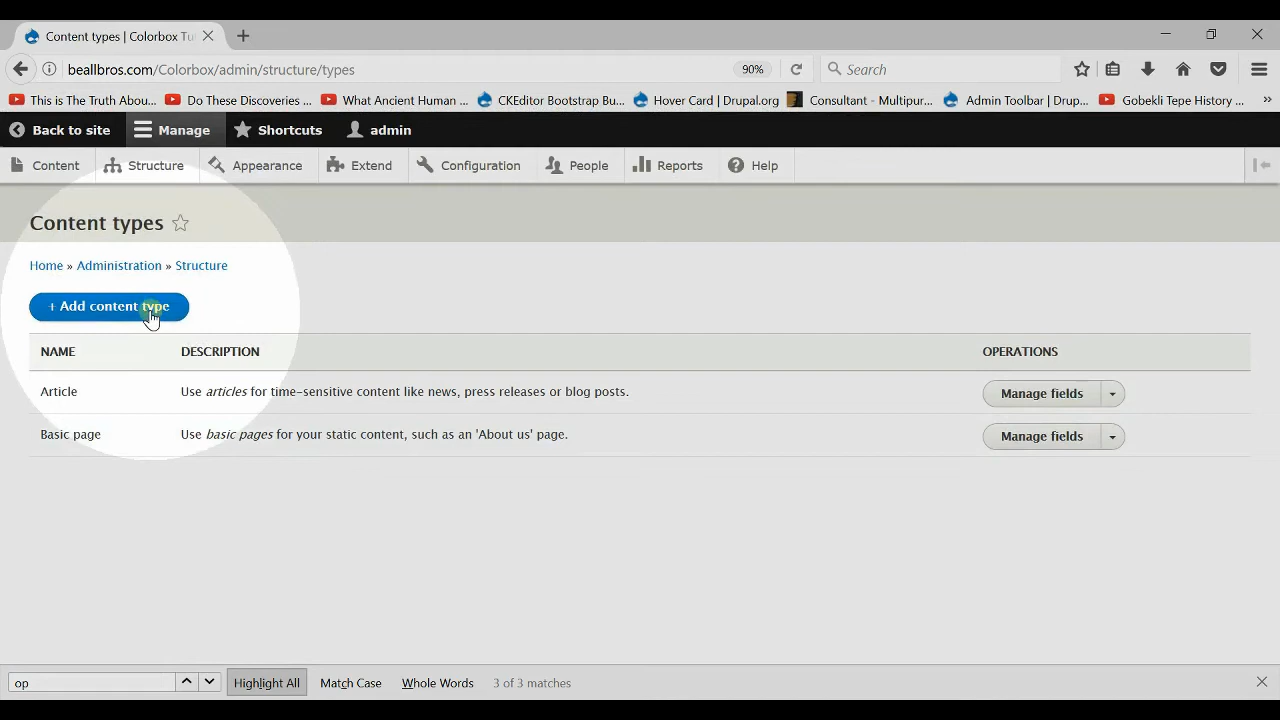 Content types | Colorbox Tu
beallbros.com/Colorbox/admin/structure/types
90%
Search
This is The Truth Abou...
Do These Discoveries ...
What Ancient Human ...
CKEditor Bootstrap Bu...
Hover Card | Drupal.org
Consultant - Multipur...
Admin Toolbar | Drup...
Gobekli Tepe History ...
Back to site
Manage
Shortcuts
admin
Content
Structure
Appearance
Extend
Configuration
People
Reports
Help
Content types
Home » Administration » Structure
+ Add content type
NAME DESCRIPTION OPERATIONS
Article Use articles for time-sensitive content like news, press releases or blog posts. Manage fields
Basic page Use basic pages for your static content, such as an 'About us' page. Manage fields
op
Highlight All
Match Case
Whole Words
3 of 3 matches